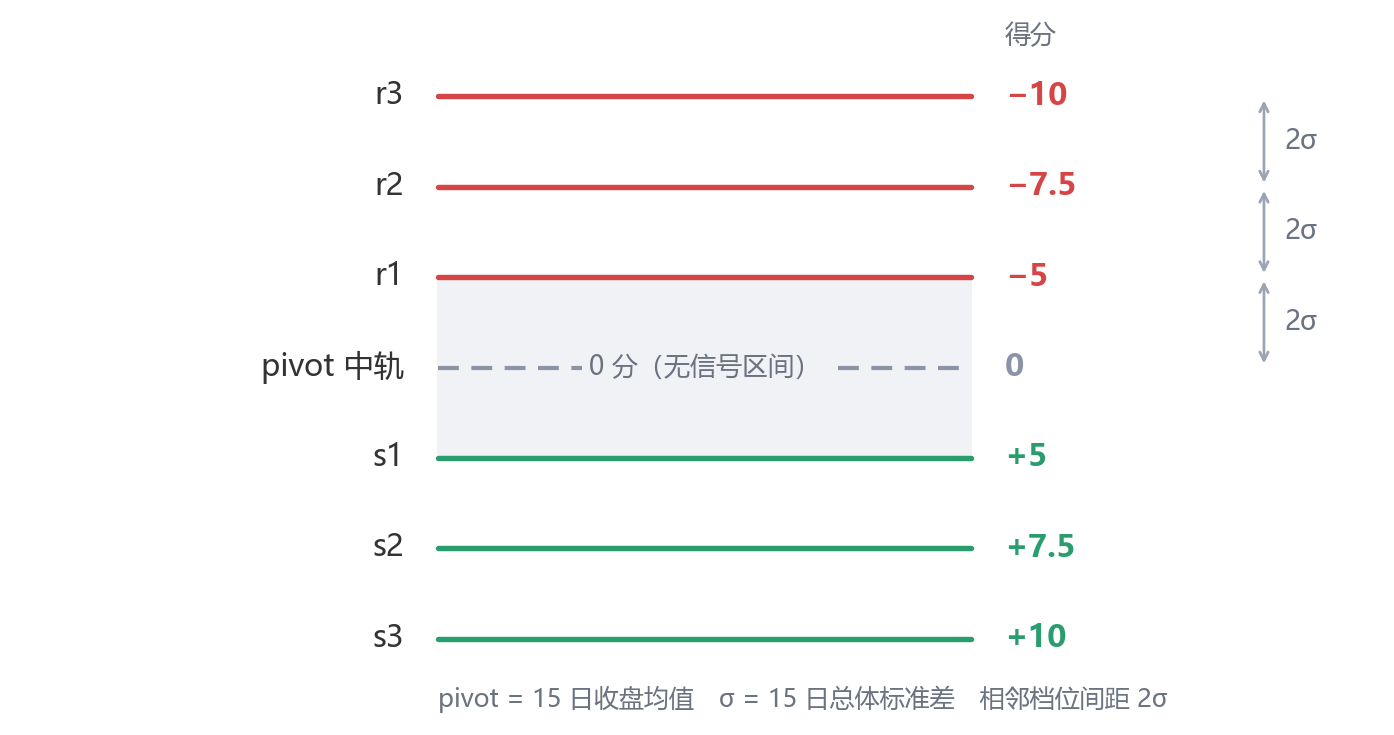 得分
r3 −10
2σ
r2 −7.5
2σ
r1 −5
2σ
pivot 中轨 0 分（无信号区间） 0
s1 +5
s2 +7.5
s3 +10
pivot = 15 日收盘均值 σ = 15 日总体标准差 相邻档位间距 2σ